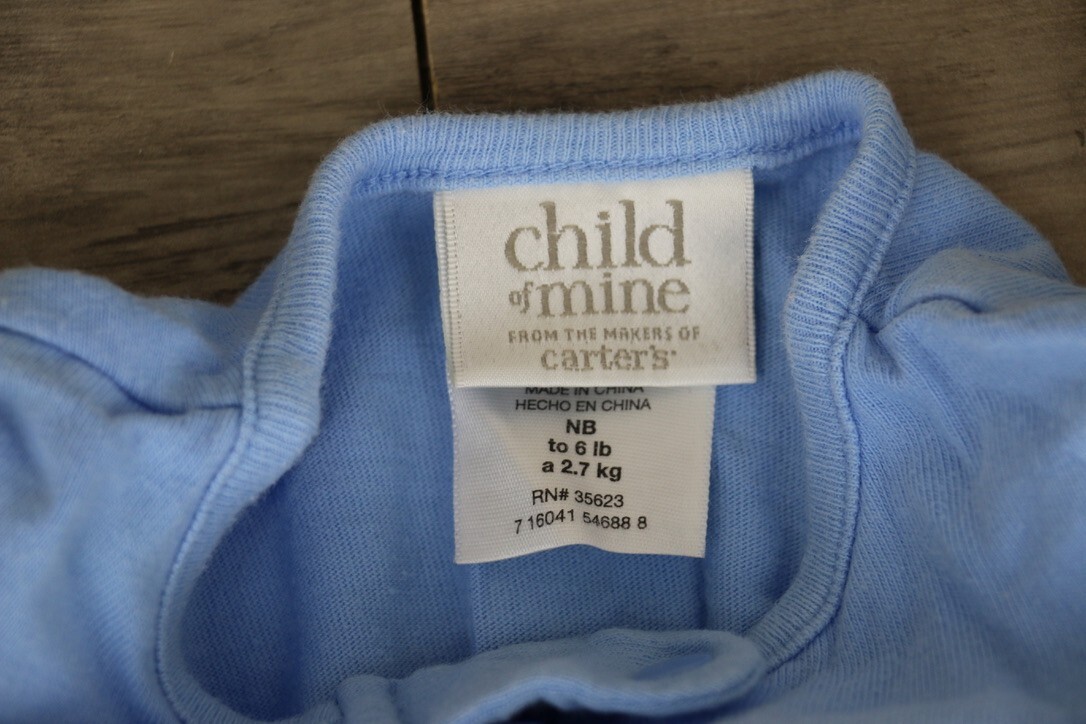 child
of mine
FROM THE MAKERS OF
carter's
MADE IN CHINA
HECHO EN CHINA
NB
to 6 lb
a 2.7 kg
RN# 35623
7 16041 54688 8